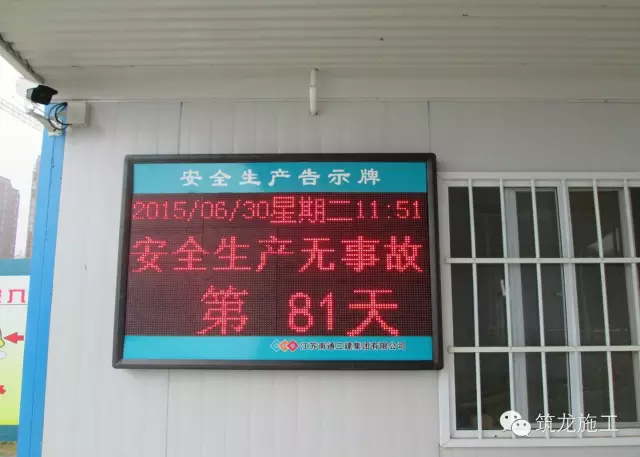 安全生产告示牌
2015/06/30星期二11:51
安全生产无事故
第 81天
江苏南通二建集团有限公司
筑龙施工